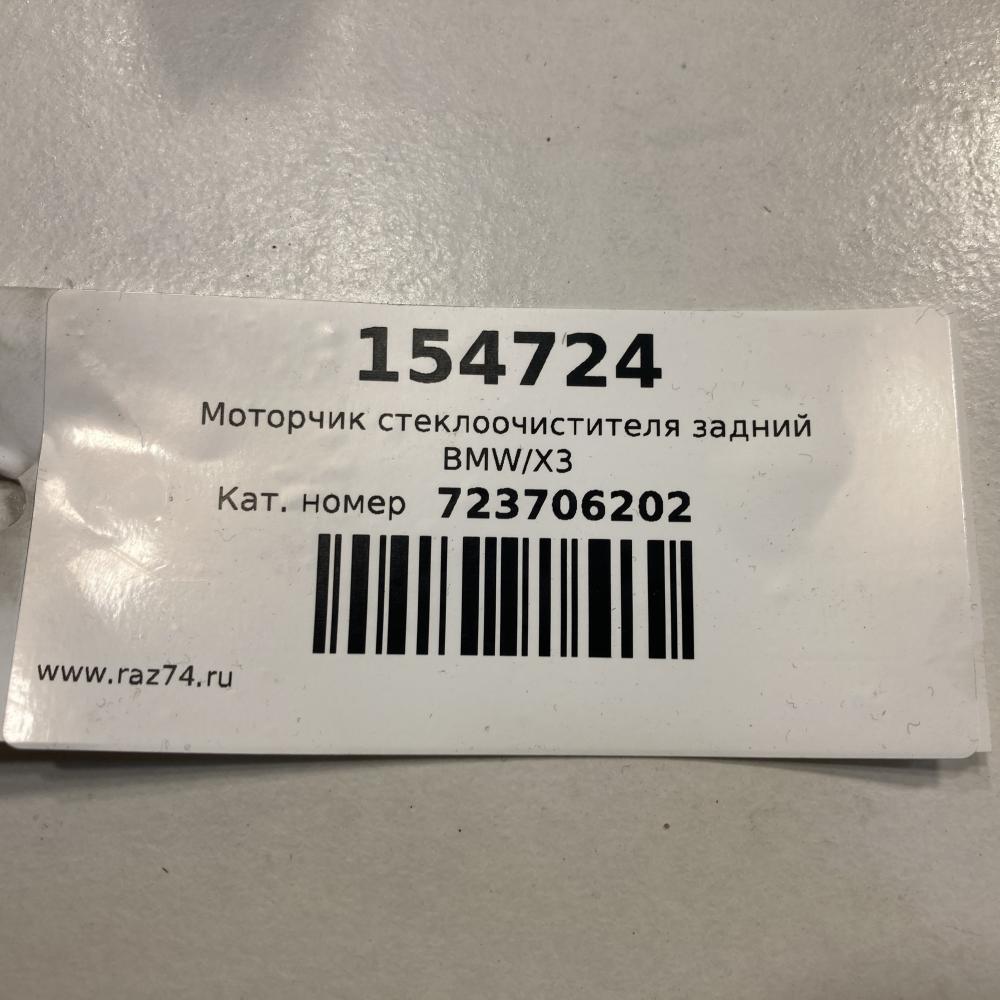 154724
Моторчик стеклоочистителя задний
BMW/X3
Кат. номер 723706202
www.raz74.ru